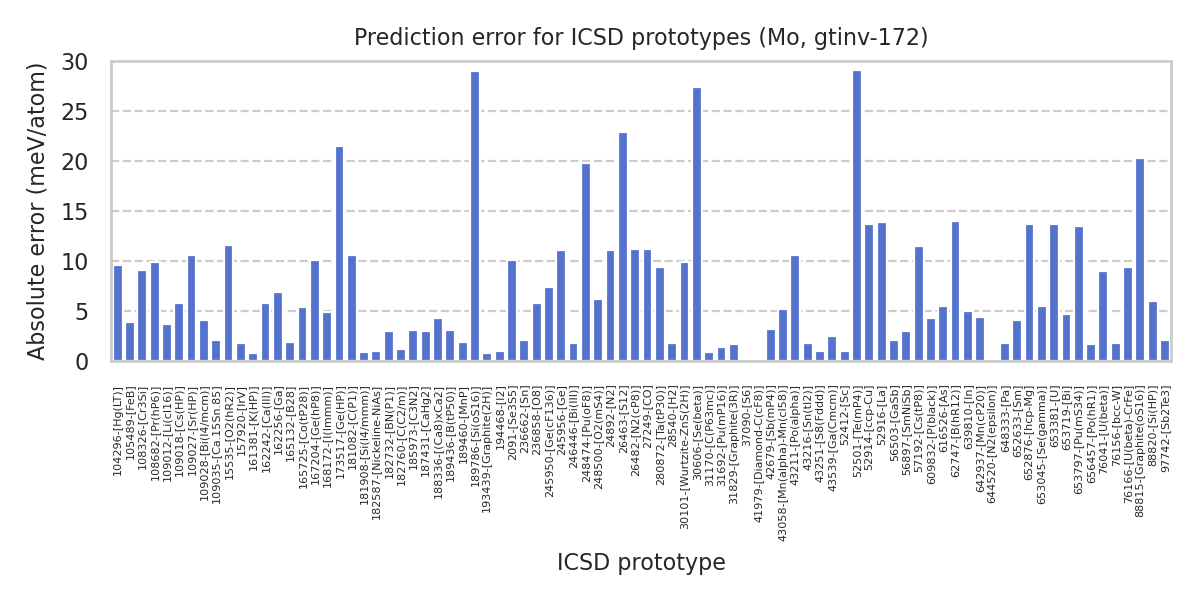 Prediction error for ICSD prototypes (Mo, gtinv-172)
Absolute error (meV/atom)
30
25
20
15
10
5
0
104296-[Hg(LT)]
105489-[FeB]
108326-[Cr3Si]
108682-[Pr(hP6)]
109012-[Li(cI16)]
109018-[Cs(HP)]
109027-[Sr(HP)]
109028-[Bi(I4/mcm)]
109035-[Ca.15Sn.85]
15535-[O2(hR2)]
157920-[IrV]
161381-[K(HP)]
162242-[Ca(III)]
162256-[Ga]
165132-[B28]
165725-[Co(tP28)]
167204-[Ge(hP8)]
168172-[I(Immm)]
173517-[Ge(HP)]
181082-[C(P1)]
181908-[Si(I4/mmm)]
182587-[Nickeline-NiAs]
182732-[BN(P1)]
182760-[C(C2/m)]
185973-[C3N2]
187431-[CaHg2]
188336-[(Ca8)xCa2]
189436-[B(tP50)]
189460-[MnP]
189786-[Si(oS16)]
193439-[Graphite(2H)]
194468-[I2]
2091-[Se3S5]
236662-[Sn]
236858-[O8]
245950-[Ge(cF136)]
245956-[Ge]
246446-[Bi(III)]
248474-[Pu(oF8)]
248500-[O2(mS4)]
24892-[N2]
26463-[S12]
26482-[N2(cP8)]
27249-[CO]
280872-[Ta(tP30)]
28540-[H2]
30101-[Wurtzite-ZnS(2H)]
30606-[Se(beta)]
31170-[C(P63mc)]
31692-[Pu(mP16)]
31829-[Graphite(3R)]
37090-[S6]
41979-[Diamond-C(cF8)]
42679-[Sb(mP4)]
43058-[Mn(alpha)-Mn(cI58)]
43211-[Po(alpha)]
43216-[Sn(tI2)]
43251-[S8(Fddd)]
43539-[Ga(Cmcm)]
52412-[Sc]
52501-[Te(mP4)]
52914-[fcc-Cu]
52916-[La]
56503-[GaSb]
56897-[SmNiSb]
57192-[Cs(tP8)]
609832-[P(black)]
616526-[As]
62747-[B(hR12)]
639810-[In]
642937-[Mn(cP20)]
644520-[N2(epsilon)]
648333-[Pa]
652633-[Sm]
652876-[hcp-Mg]
653045-[Se(gamma)]
653381-[U]
653719-[Bi]
653797-[Pu(mS34)]
656457-[Po(hR1)]
76041-[U(beta)]
76156-[bcc-W]
76166-[U(beta)-CrFe]
88815-[Graphite(oS16)]
88820-[Si(HP)]
97742-[Sb2Te3]
ICSD prototype